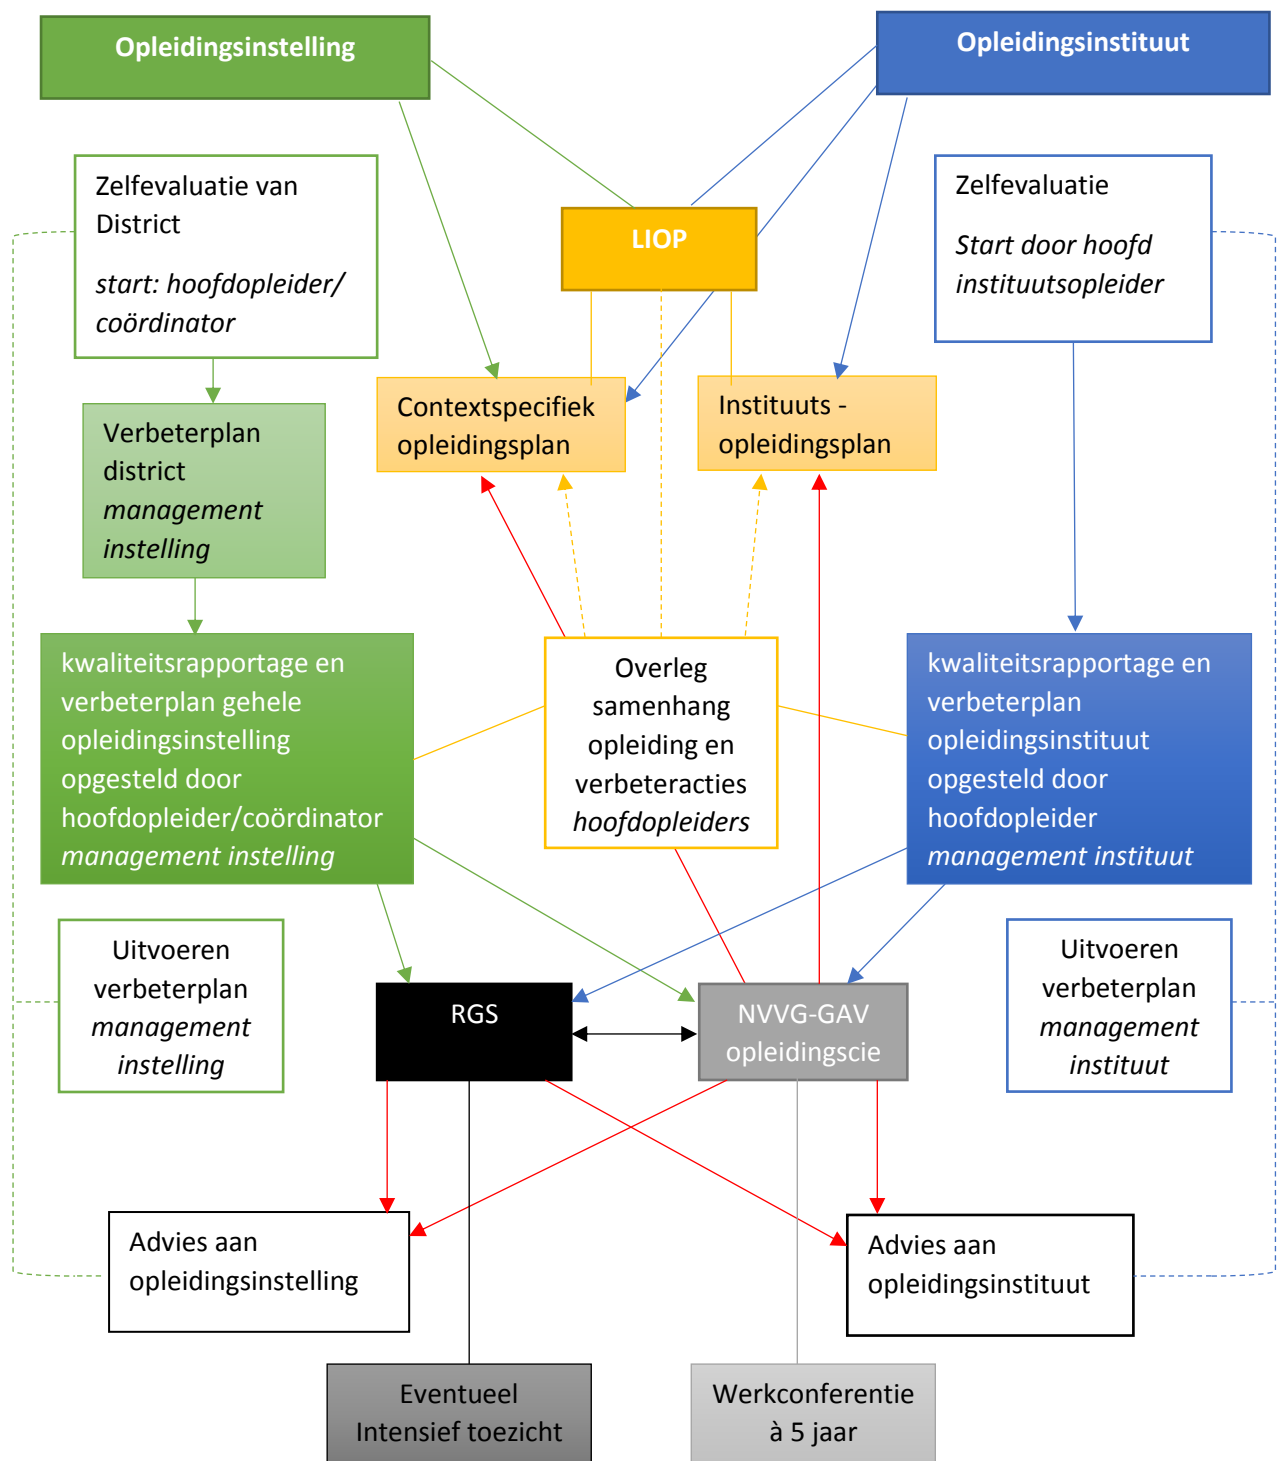 Opleidingsinstelling
Opleidingsinstituut
Zelfevaluatie van
District
start: hoofdopleider/
coördinator
LIOP
Zelfevaluatie
Start door hoofd
instituutsopleider
Verbeterplan
district
management
instelling
Contextspecifiek
opleidingsplan
Instituuts -
opleidingsplan
kwaliteitsrapportage en
verbeterplan gehele
opleidingsinstelling
opgesteld door
hoofdopleider/coördinator
management instelling
Overleg
samenhang
opleiding en
verbeteracties
hoofdopleiders
kwaliteitsrapportage en
verbeterplan
opleidingsinstituut
opgesteld door
hoofdopleider
management instituut
Uitvoeren
verbeterplan
management
instelling
RGS
NVVG-GAV
opleidingscie
Uitvoeren
verbeterplan
management
instituut
Advies aan
opleidingsinstelling
Advies aan
opleidingsinstituut
Eventueel
Intensief toezicht
Werkconferentie
à 5 jaar